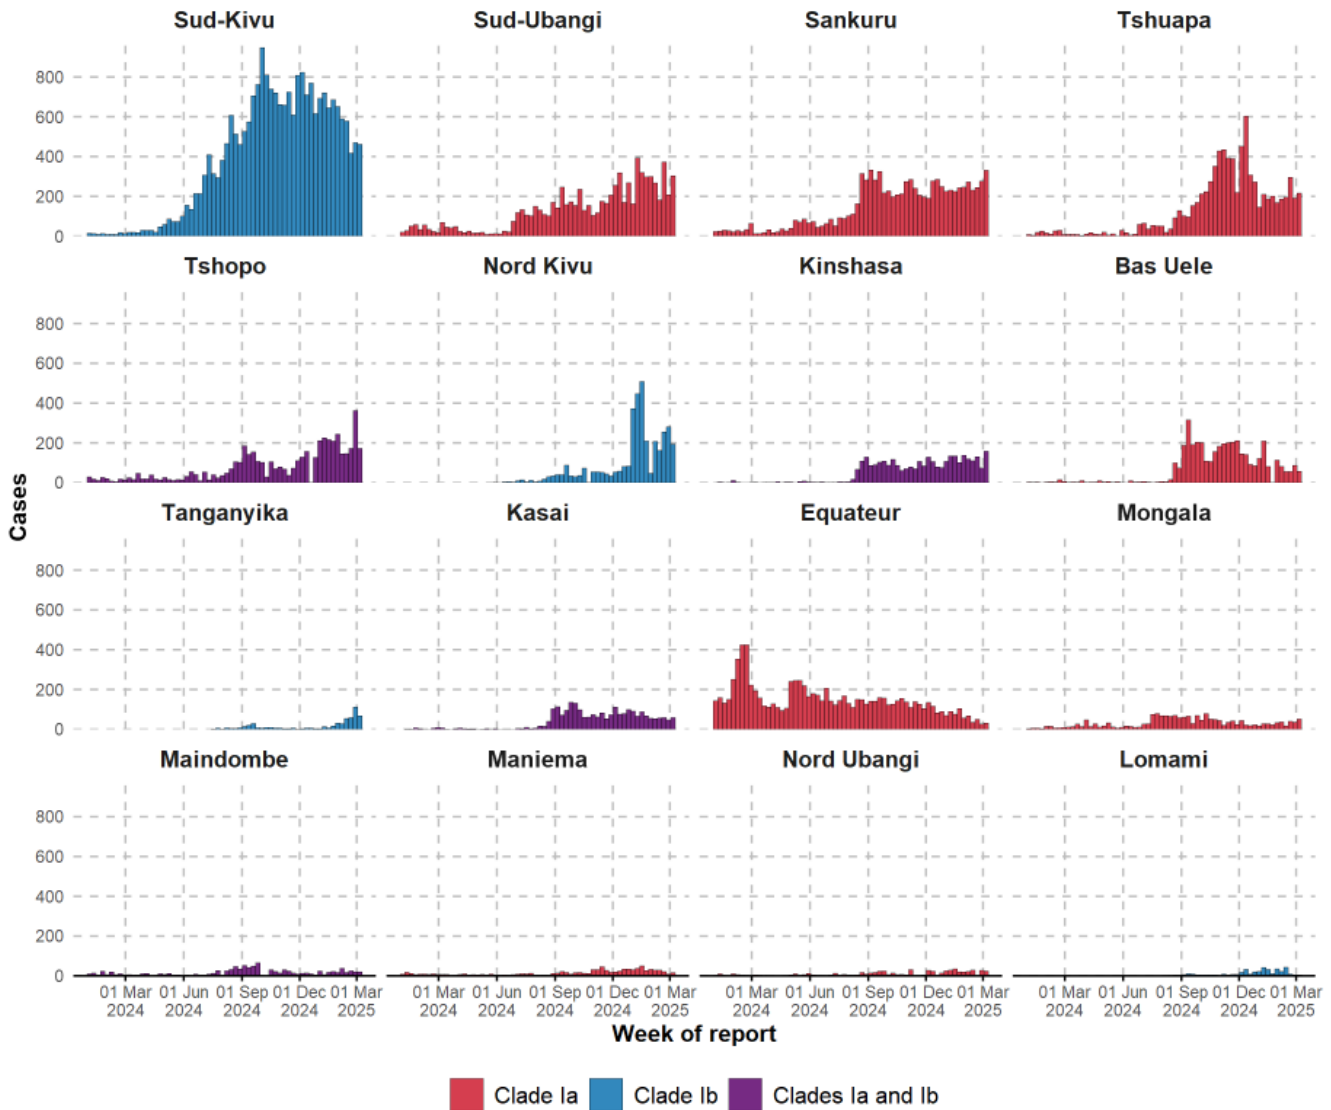 Sud-Kivu Sud-Ubangi Sankuru Tshuapa
800
600
400
200
0
Tshopo Nord Kivu Kinshasa Bas Uele
800
600
400
200
0
Tanganyika Kasai Equateur Mongala
800
600
400
200
0
Maindombe Maniema Nord Ubangi Lomami
800
600
400
200
0
Cases
01 Mar 01 Jun 01 Sep 01 Dec 01 Mar 01 Mar 01 Jun 01 Sep 01 Dec 01 Mar 01 Mar 01 Jun 01 Sep 01 Dec 01 Mar 01 Mar 01 Jun 01 Sep 01 Dec 01 Mar
2024 2024 2024 2024 2025 2024 2024 2024 2024 2025 2024 2024 2024 2024 2025 2024 2024 2024 2024 2025
Week of report
Clade Ia Clade Ib Clades Ia and Ib